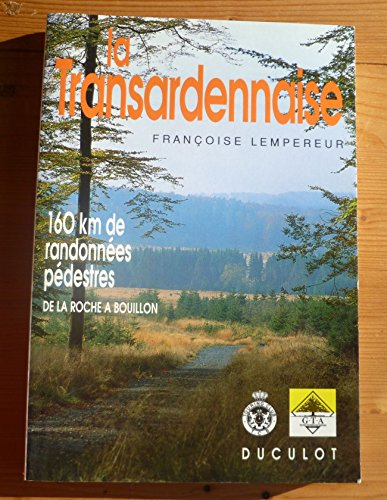 la
Transardennaise
FRANÇOISE LEMPEREUR
160 km de
randonnées
pédestres
DE LA ROCHE A BOUILLON
GTA
DUCULOT